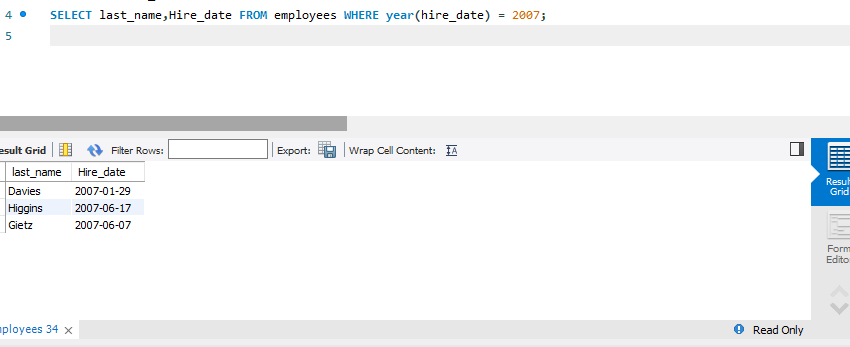 4 SELECT last_name,Hire_date FROM employees WHERE year(hire_date) = 2007;
5
esult Grid Filter Rows: Export: Wrap Cell Content: IA
last_name Hire_date
Davies 2007-01-29
Higgins 2007-06-17
Gietz 2007-06-07
Resul
Grid
Form
Edito
mployees 34 × Read Only